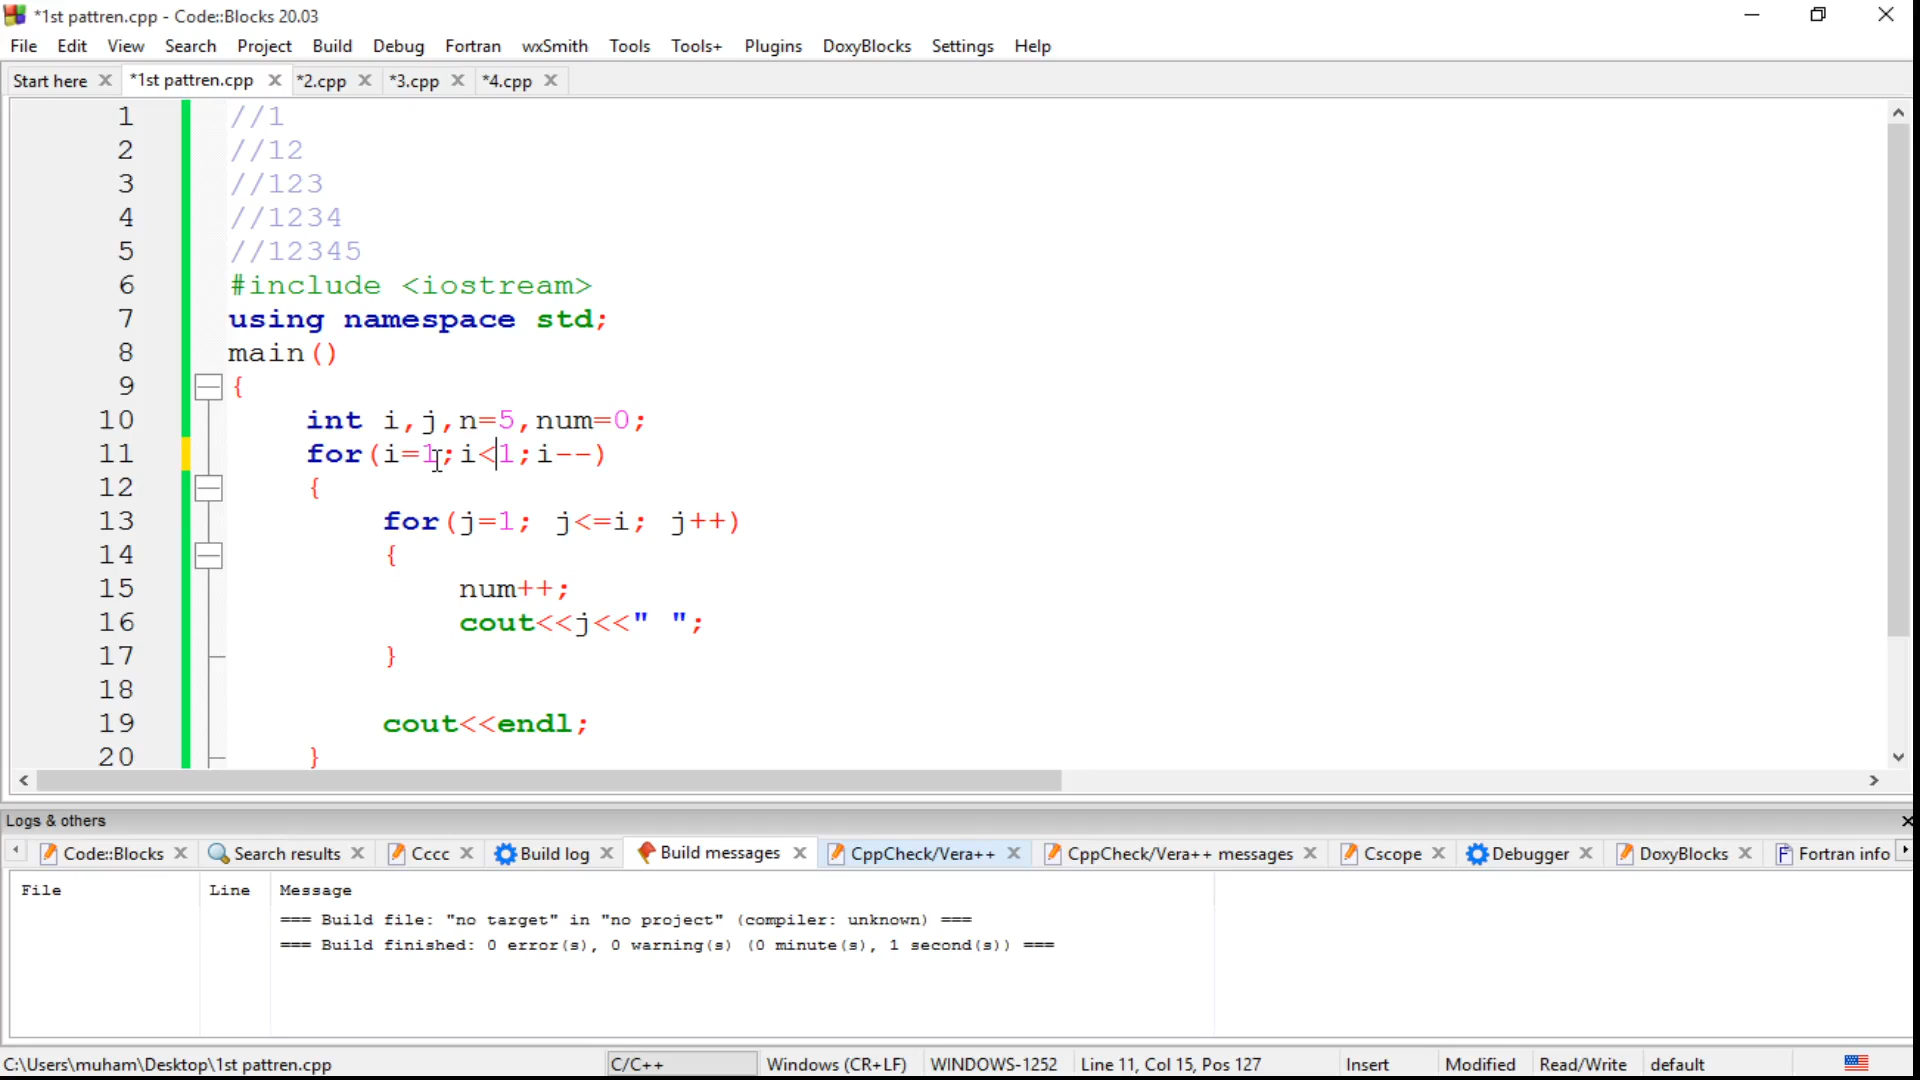 *1st pattren.cpp - Code::Blocks 20.03
File Edit View Search Project Build Debug Fortran wxSmith Tools Tools+ Plugins DoxyBlocks Settings Help
Start here *1st pattren.cpp *2.cpp *3.cpp *4.cpp
1 //1
2 //12
3 //123
4 //1234
5 //12345
6 #include <iostream>
7 using namespace std;
8 main()
9 {
10 int i,j,n=5,num=0;
11 for(i=1;i<1;i--)
12 {
13 for(j=1; j<=i; j++)
14 {
15 num++;
16 cout<<j<<" ";
17 }
18
19 cout<<endl;
20 }
Logs & others
Code::Blocks Search results Cccc Build log Build messages CppCheck/Vera++ CppCheck/Vera++ messages Cscope Debugger DoxyBlocks Fortran info
File Line Message
=== Build file: "no target" in "no project" (compiler: unknown) ===
=== Build finished: 0 error(s), 0 warning(s) (0 minute(s), 1 second(s)) ===
C:\Users\muham\Desktop\1st pattren.cpp C/C++ Windows (CR+LF) WINDOWS-1252 Line 11, Col 15, Pos 127 Insert Modified Read/Write default